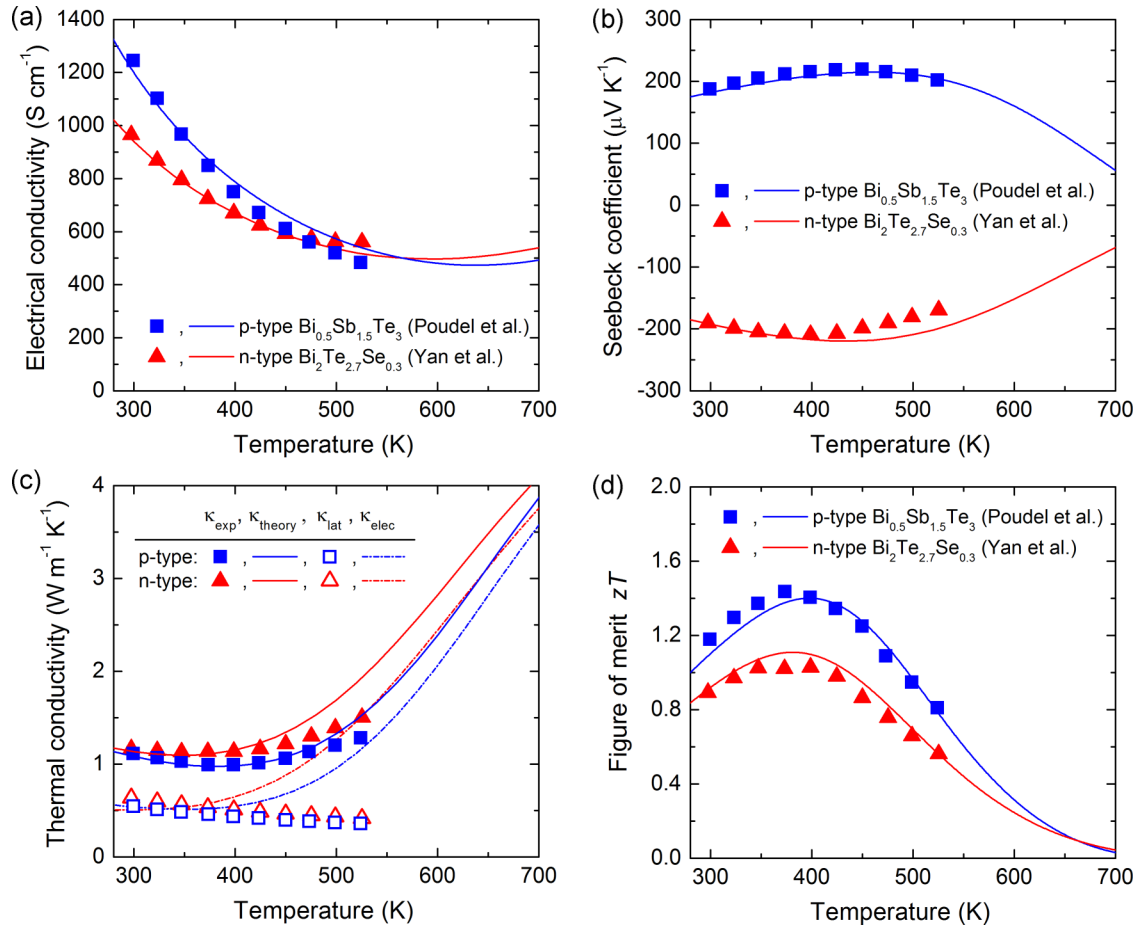 (a)
1400
1200
1000
800
600
400
200
0
Electrical conductivity (S cm⁻¹)
■ , — p-type Bi₀.₅Sb₁.₅Te₃ (Poudel et al.)
▲ , — n-type Bi₂Te₂.₇Se₀.₃ (Yan et al.)
300 400 500 600 700
Temperature (K)
(b)
300
200
100
0
-100
-200
-300
Seebeck coefficient (μV K⁻¹)
■ , — p-type Bi₀.₅Sb₁.₅Te₃ (Poudel et al.)
▲ , — n-type Bi₂Te₂.₇Se₀.₃ (Yan et al.)
300 400 500 600 700
Temperature (K)
(c)
4
3
2
1
0
Thermal conductivity (W m⁻¹ K⁻¹)
κexp, κtheory , κlat , κelec
p-type: ■ , — , □ , -·-·-
n-type: ▲ , — , △ , -·-·-
300 400 500 600 700
Temperature (K)
(d)
2.0
1.6
1.2
0.8
0.4
0.0
Figure of merit zT
■ , — p-type Bi₀.₅Sb₁.₅Te₃ (Poudel et al.)
▲ , — n-type Bi₂Te₂.₇Se₀.₃ (Yan et al.)
300 400 500 600 700
Temperature (K)